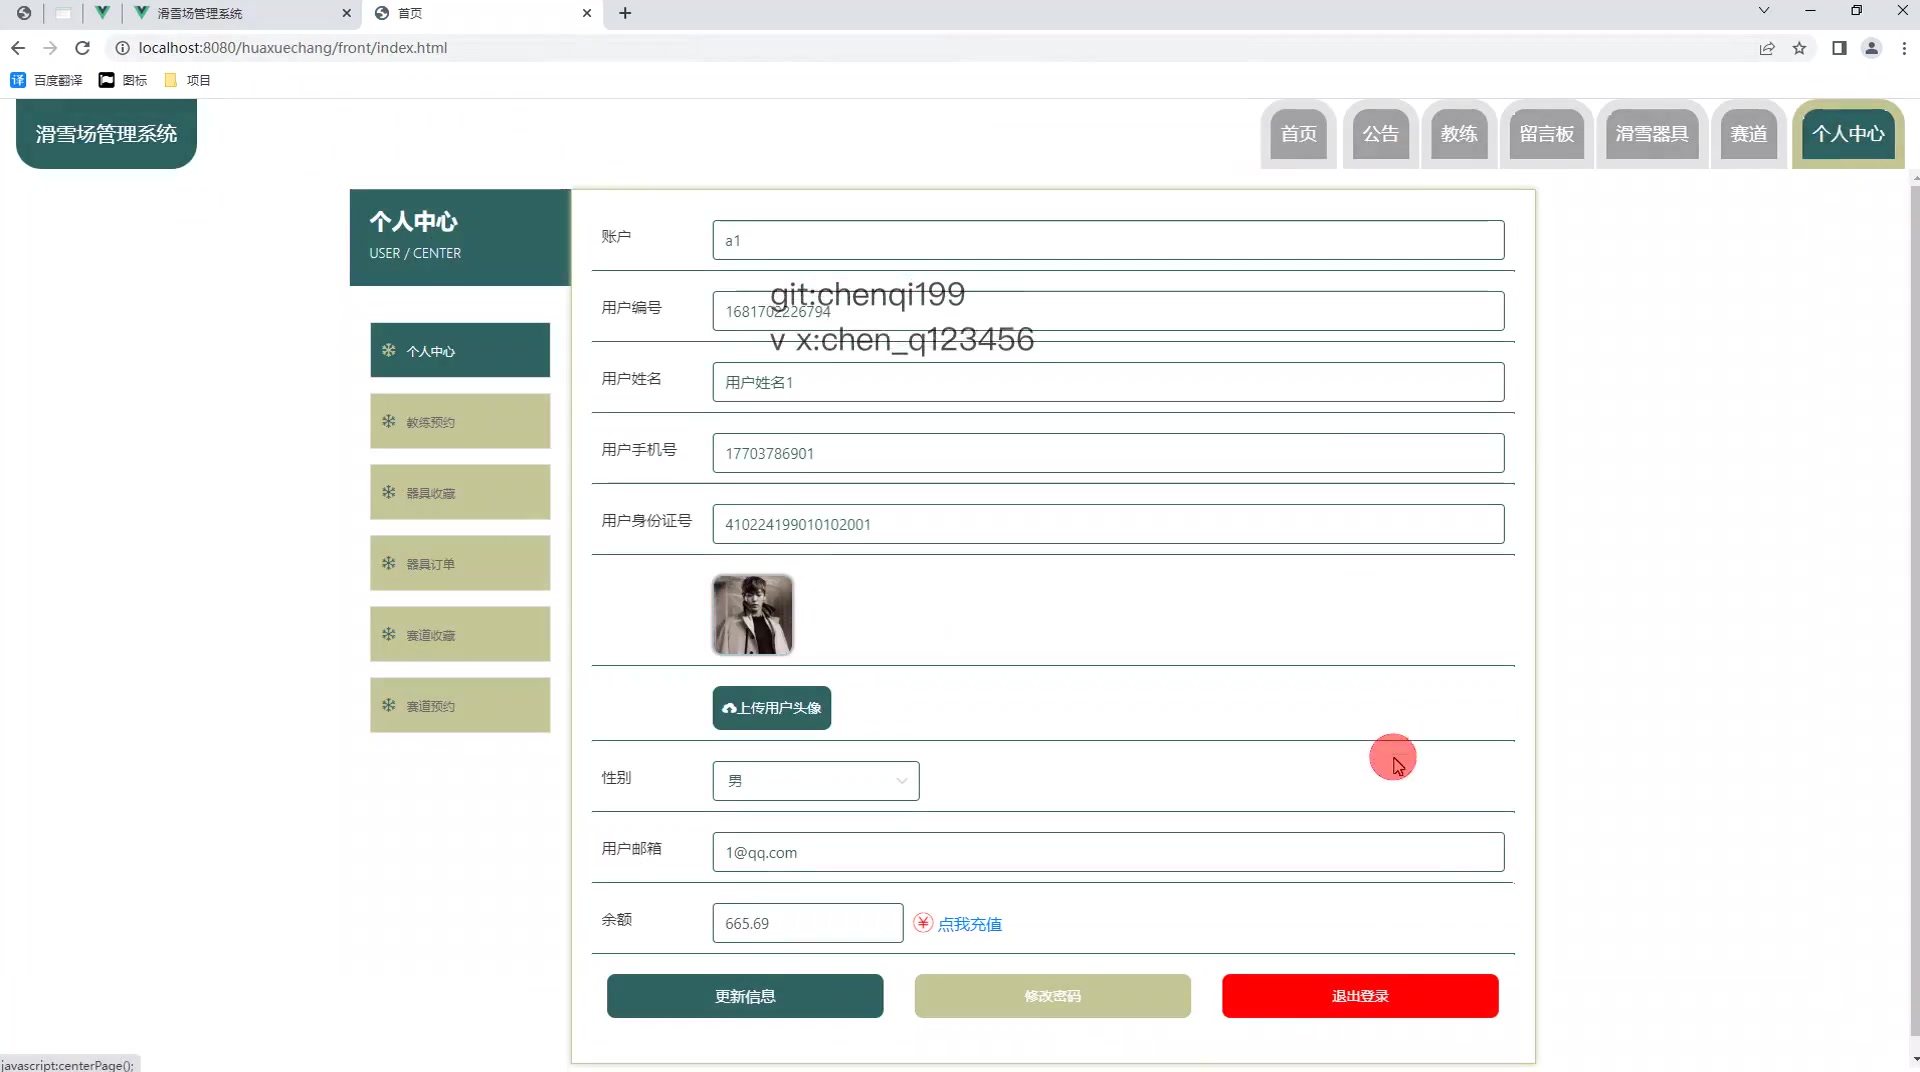 滑雪场管理系统
首页
localhost:8080/huaxuechang/front/index.html
百度翻译
图标
项目
滑雪场管理系统
首页
公告
教练
留言板
滑雪器具
赛道
个人中心
个人中心
USER / CENTER
个人中心
教练预约
器具收藏
器具订单
赛道收藏
赛道预约
账户
a1
git:chenqi199
用户编号
1681702226794
v x:chen_q123456
用户姓名
用户姓名1
用户手机号
17703786901
用户身份证号
410224199010102001
上传用户头像
性别
男
用户邮箱
1@qq.com
余额
665.69
点我充值
更新信息
修改密码
退出登录
javascript:centerPage();